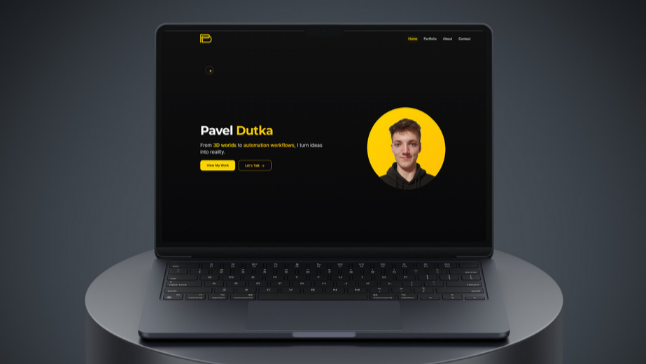 Home Portfolio About Contact
Pavel Dutka
From 3D worlds to automation workflows, I turn ideas
into reality.
View My Work Let's Talk →